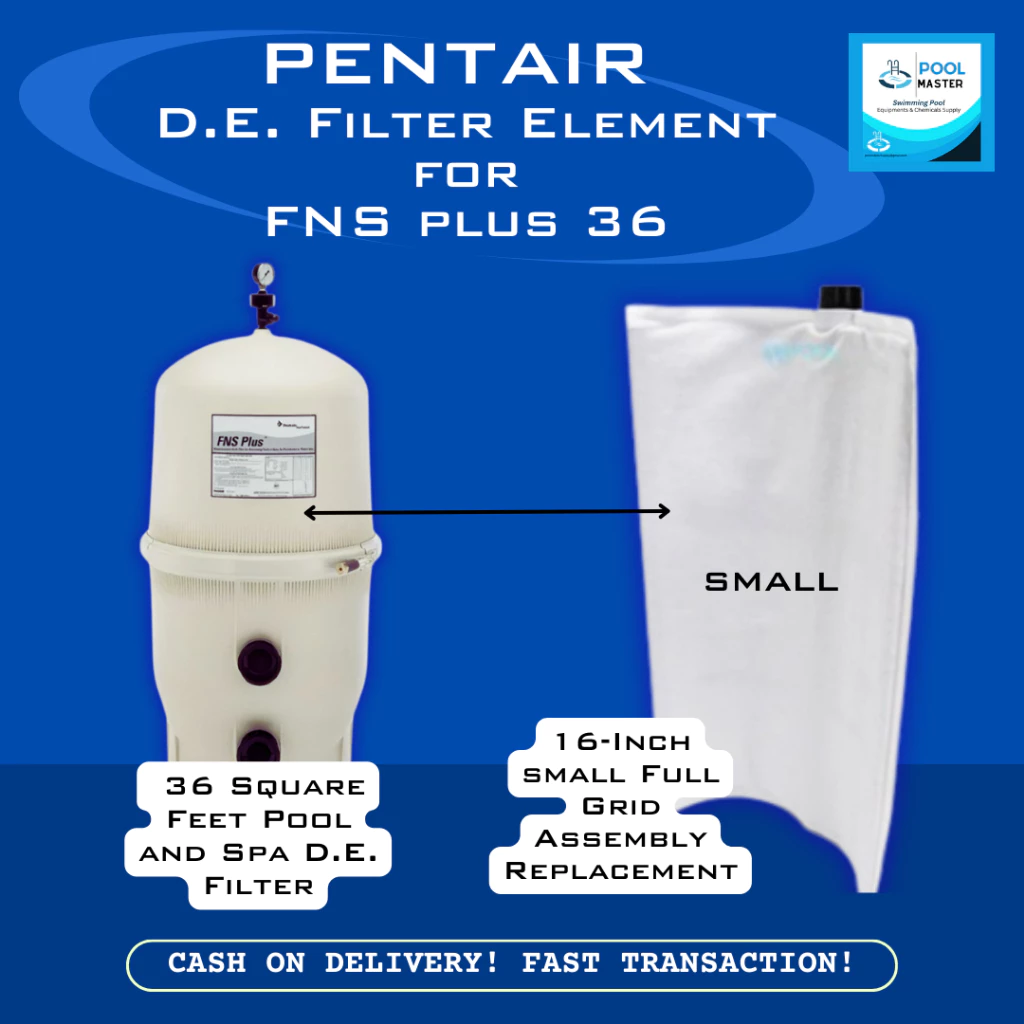 PENTAIR
D.E. FILTER ELEMENT
FOR
FNS PLUS 36
POOL
MASTER
Swimming Pool
Equipments & Chemicals Supply
FNS Plus
SMALL
16-INCH
SMALL FULL
GRID
ASSEMBLY
REPLACEMENT
36 SQUARE
FEET POOL
AND SPA D.E.
FILTER
CASH ON DELIVERY! FAST TRANSACTION!